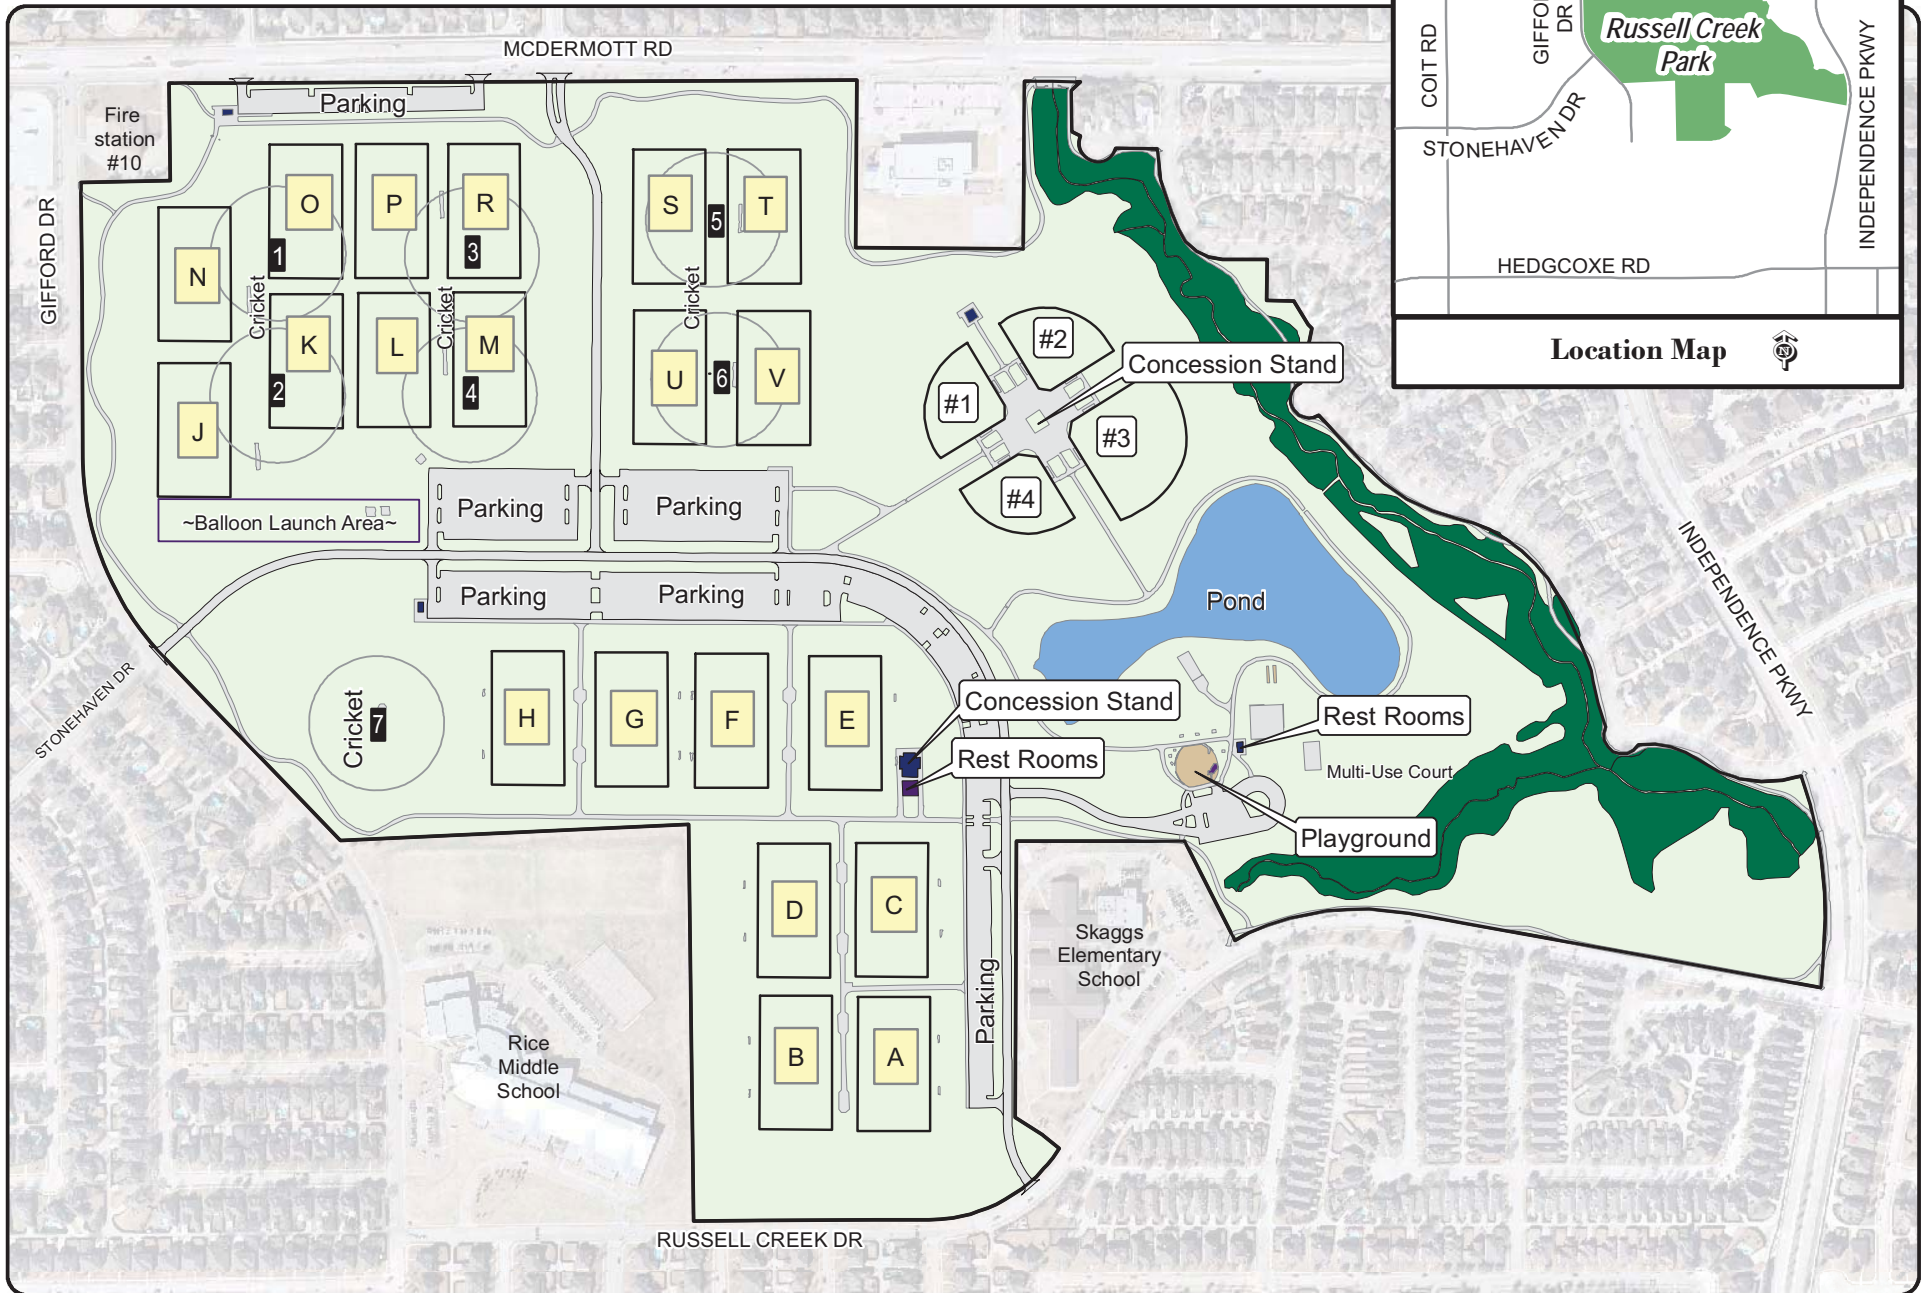 MCDERMOTT RD
Parking
Fire
station
#10
GIFFORD DR
O
P
R
S
T
1
3
5
N
Cricket
Cricket
Cricket
K
L
M
U
V
2
4
6
J
~Balloon Launch Area~
Parking
Parking
Parking
Parking
#2
Concession Stand
#1
#3
#4
Pond
STONEHAVEN DR
Cricket
7
H
G
F
E
Concession Stand
Rest Rooms
Rest Rooms
Multi-Use Court
Playground
D
C
B
A
Parking
Skaggs
Elementary
School
Rice
Middle
School
RUSSELL CREEK DR
INDEPENDENCE PKWY
COIT RD
DR
Russell Creek
Park
STONEHAVEN DR
INDEPENDENCE PKWY
HEDGCOXE RD
Location Map
N